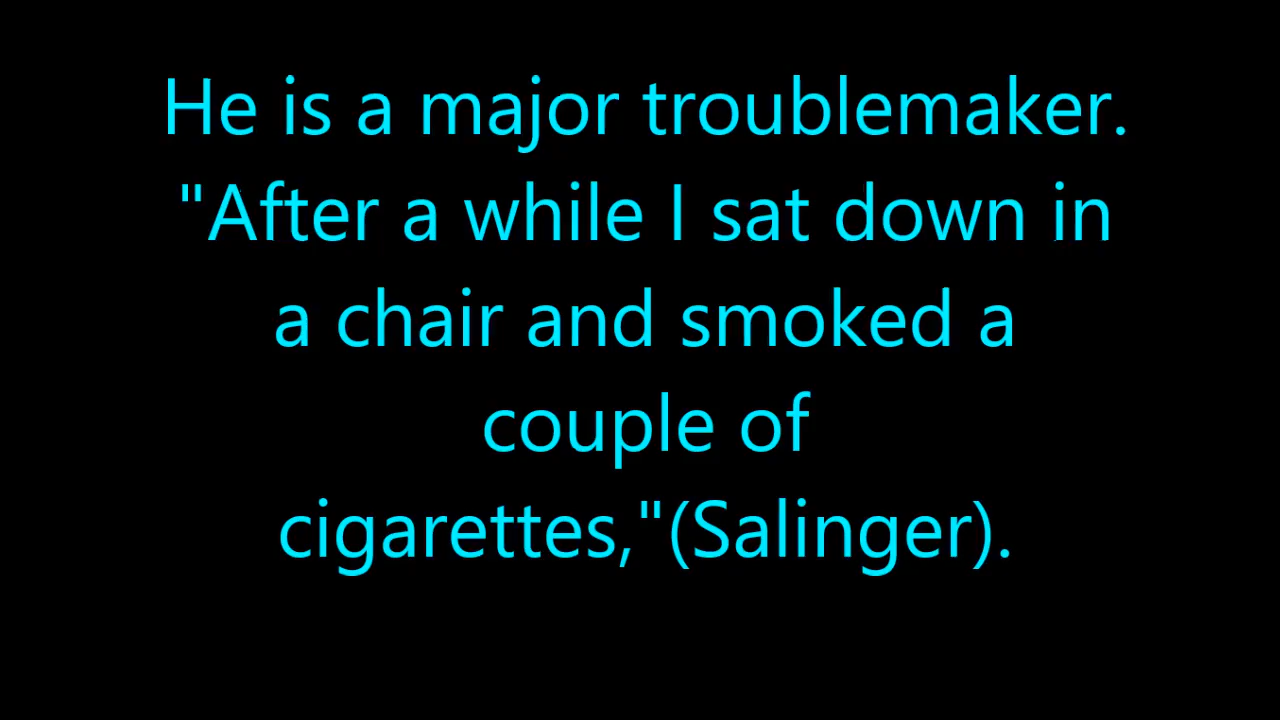 He is a major troublemaker.
"After a while I sat down in
a chair and smoked a
couple of
cigarettes,"(Salinger).